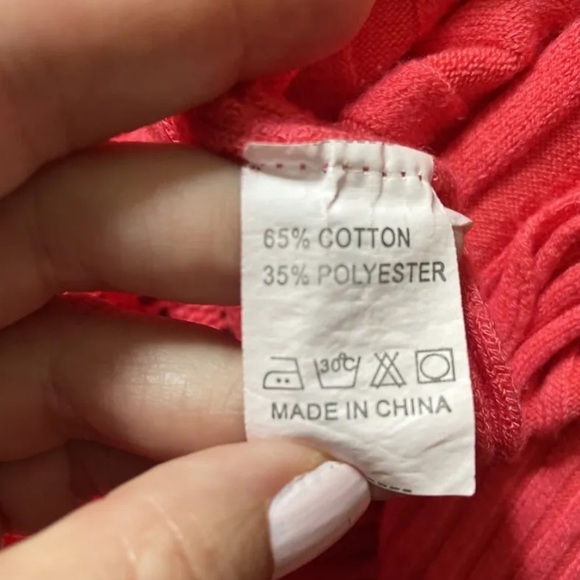 65% COTTON
35% POLYESTER
30°C
MADE IN CHINA